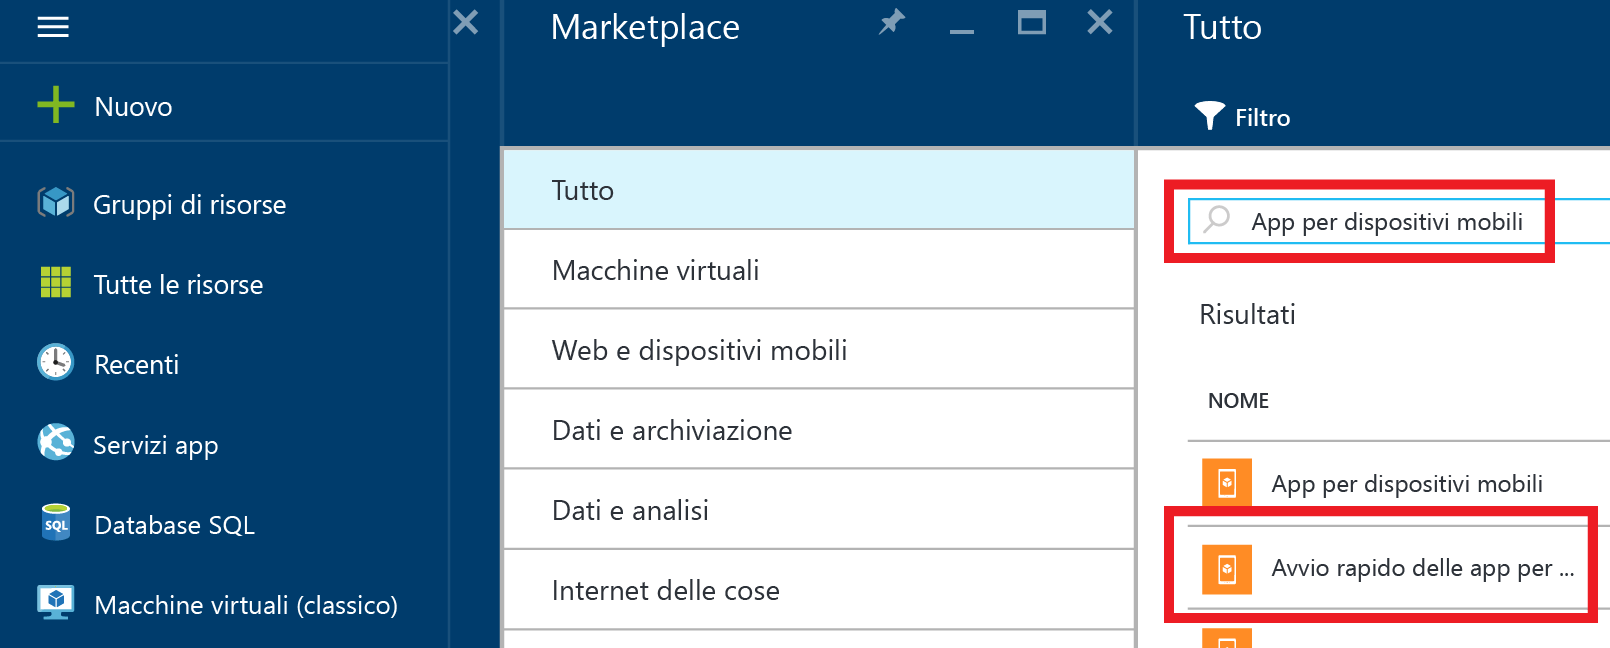 Nuovo
Gruppi di risorse
Tutte le risorse
Recenti
Servizi app
SQL
Database SQL
Macchine virtuali (classico)
Marketplace
Tutto
Macchine virtuali
Web e dispositivi mobili
Dati e archiviazione
Dati e analisi
Internet delle cose
Tutto
Filtro
App per dispositivi mobili
Risultati
NOME
App per dispositivi mobili
Avvio rapido delle app per ...